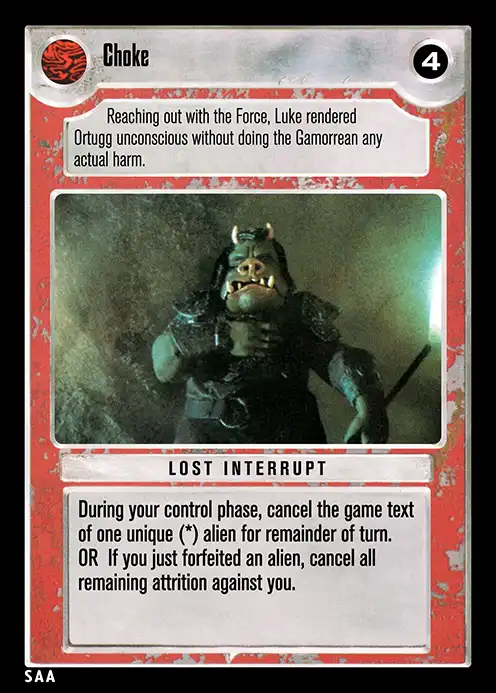 Choke
4
Reaching out with the Force, Luke rendered
Ortugg unconscious without doing the Gamorrean any
actual harm.
LOST INTERRUPT
During your control phase, cancel the game text
of one unique (*) alien for remainder of turn.
OR If you just forfeited an alien, cancel all
remaining attrition against you.
SAA